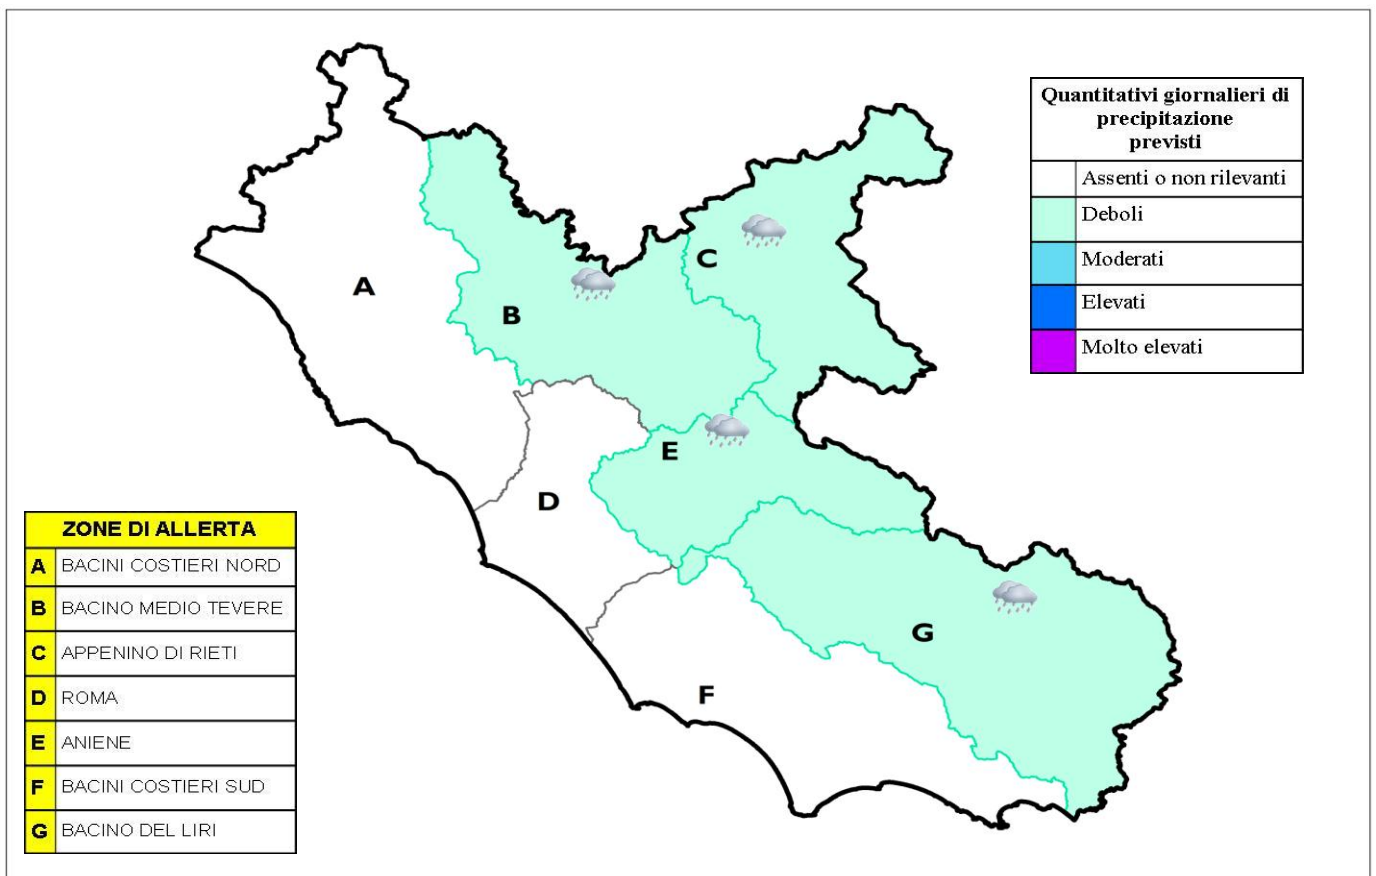 Quantitativi giornalieri di
precipitazione
previsti
Assenti o non rilevanti
Deboli
Moderati
Elevati
Molto elevati
A
B
C
D
E
F
G
ZONE DI ALLERTA
A BACINI COSTIERI NORD
B BACINO MEDIO TEVERE
C APPENINO DI RIETI
D ROMA
E ANIENE
F BACINI COSTIERI SUD
G BACINO DEL LIRI